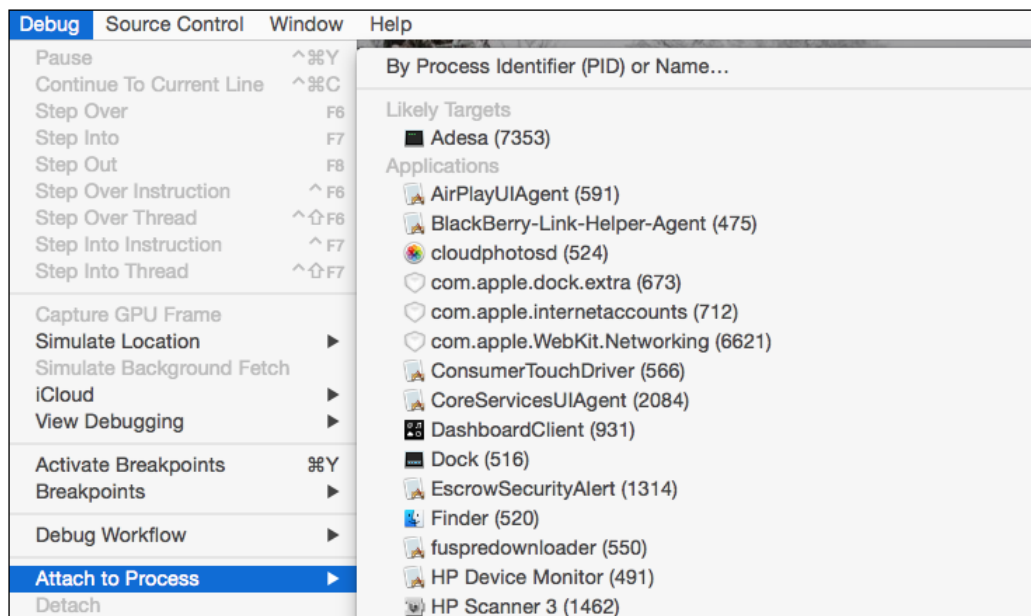 Debug Source Control Window Help
Pause ^⌘Y
Continue To Current Line ^⌘C
Step Over F6
Step Into F7
Step Out F8
Step Over Instruction ^F6
Step Over Thread ^⇧F6
Step Into Instruction ^F7
Step Into Thread ^⇧F7
Capture GPU Frame
Simulate Location ▶
Simulate Background Fetch
iCloud ▶
View Debugging ▶
Activate Breakpoints ⌘Y
Breakpoints ▶
Debug Workflow ▶
Attach to Process ▶
Detach
By Process Identifier (PID) or Name…
Likely Targets
Adesa (7353)
Applications
AirPlayUIAgent (591)
BlackBerry-Link-Helper-Agent (475)
cloudphotosd (524)
com.apple.dock.extra (673)
com.apple.internetaccounts (712)
com.apple.WebKit.Networking (6621)
ConsumerTouchDriver (566)
CoreServicesUIAgent (2084)
DashboardClient (931)
Dock (516)
EscrowSecurityAlert (1314)
Finder (520)
fuspredownloader (550)
HP Device Monitor (491)
HP Scanner 3 (1462)